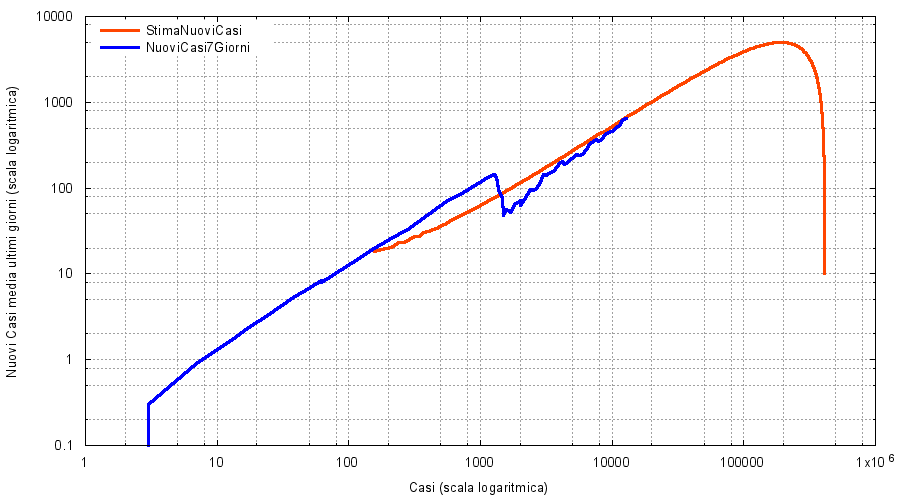 10000
1000
100
10
1
0.1
StimaNuoviCasi
NuoviCasi7Giorni
Nuovi Casi media ultimi giorni (scala logaritmica)
1
10
100
1000
10000
100000
1x10 6
Casi (scala logaritmica)